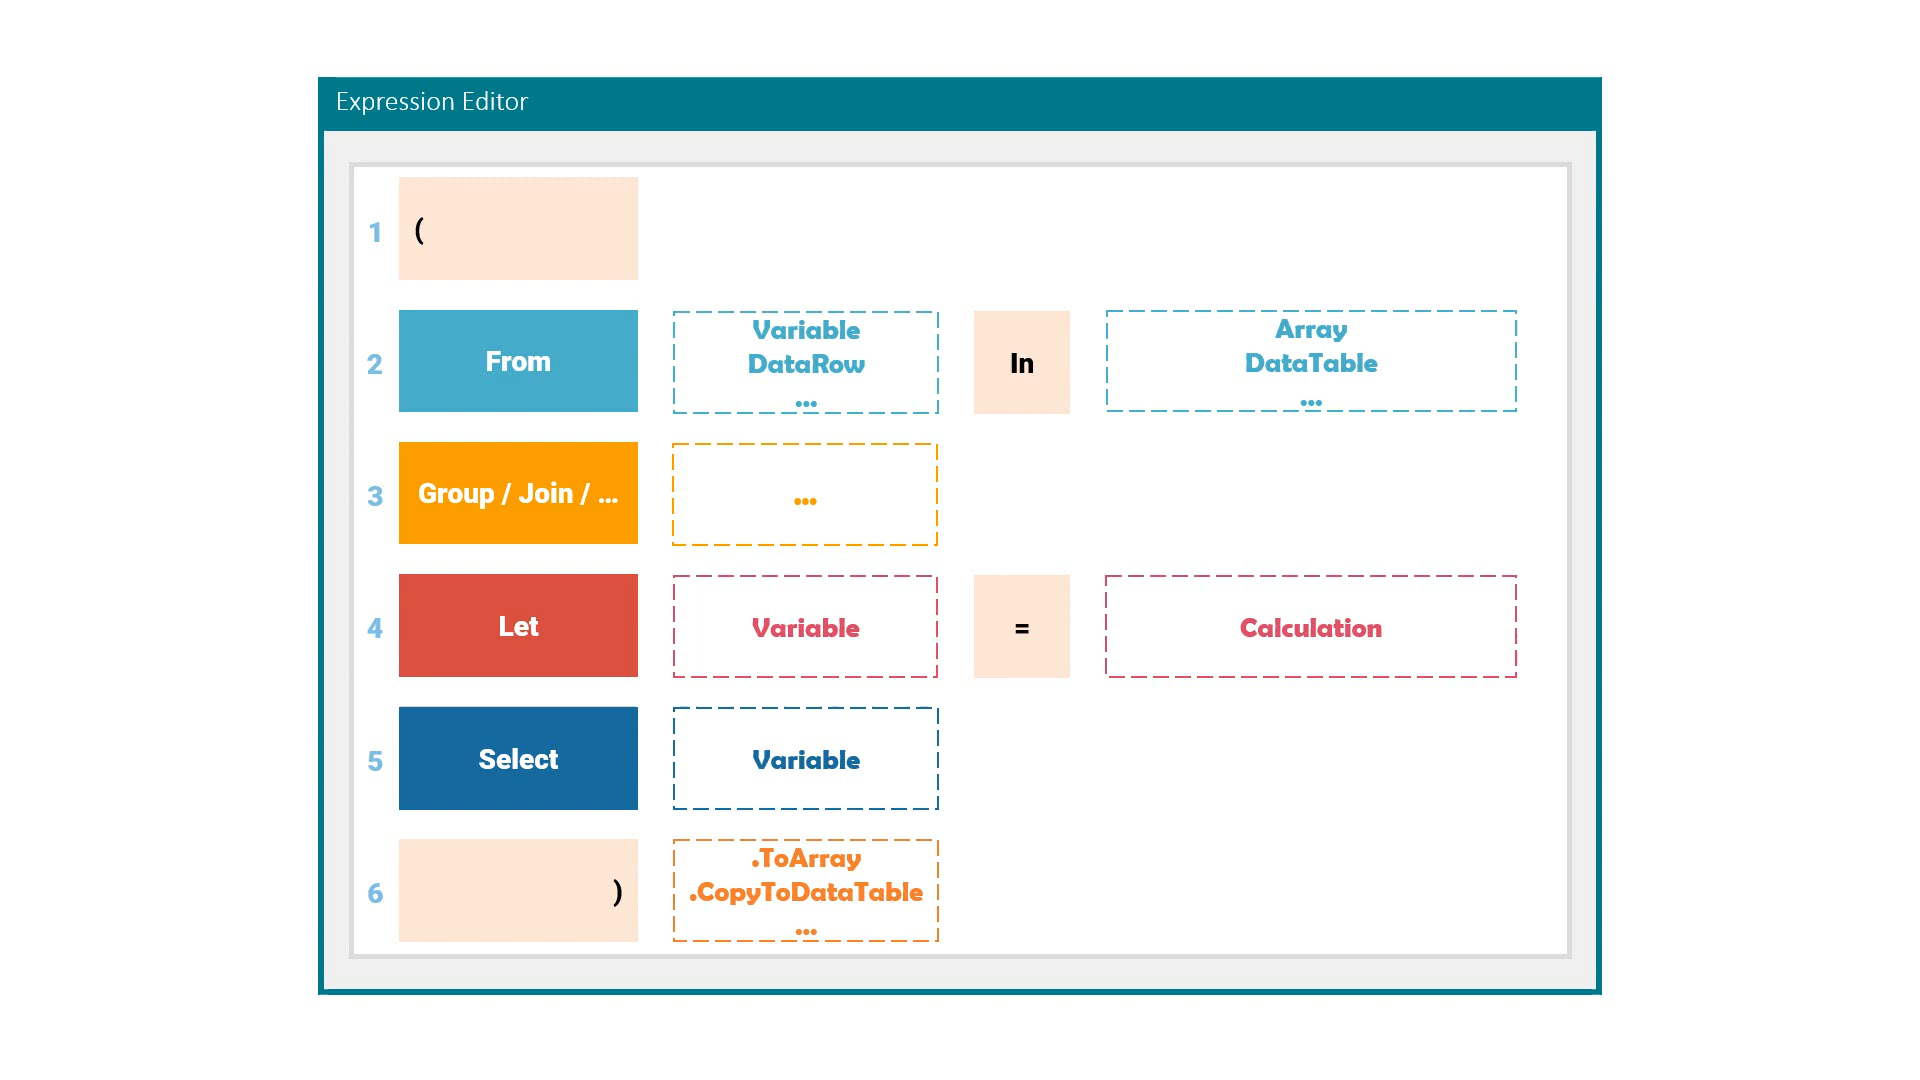 Expression Editor
1 (
2 From Variable DataRow ... In Array DataTable ...
3 Group / Join / ... ...
4 Let Variable = Calculation
5 Select Variable
6 ) .ToArray .CopyToDataTable ...